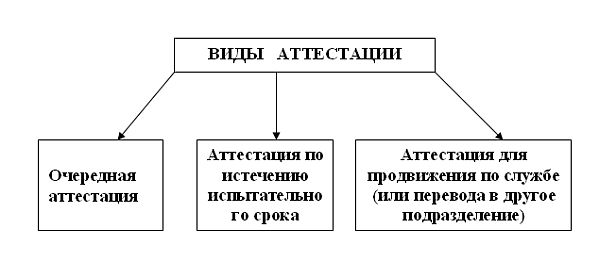 ВИДЫ АТТЕСТАЦИИ
Очередная
аттестация
Аттестация по
истечению
испытательно
го срока
Аттестация для
продвижения по службе
(или перевода в другое
подразделение)